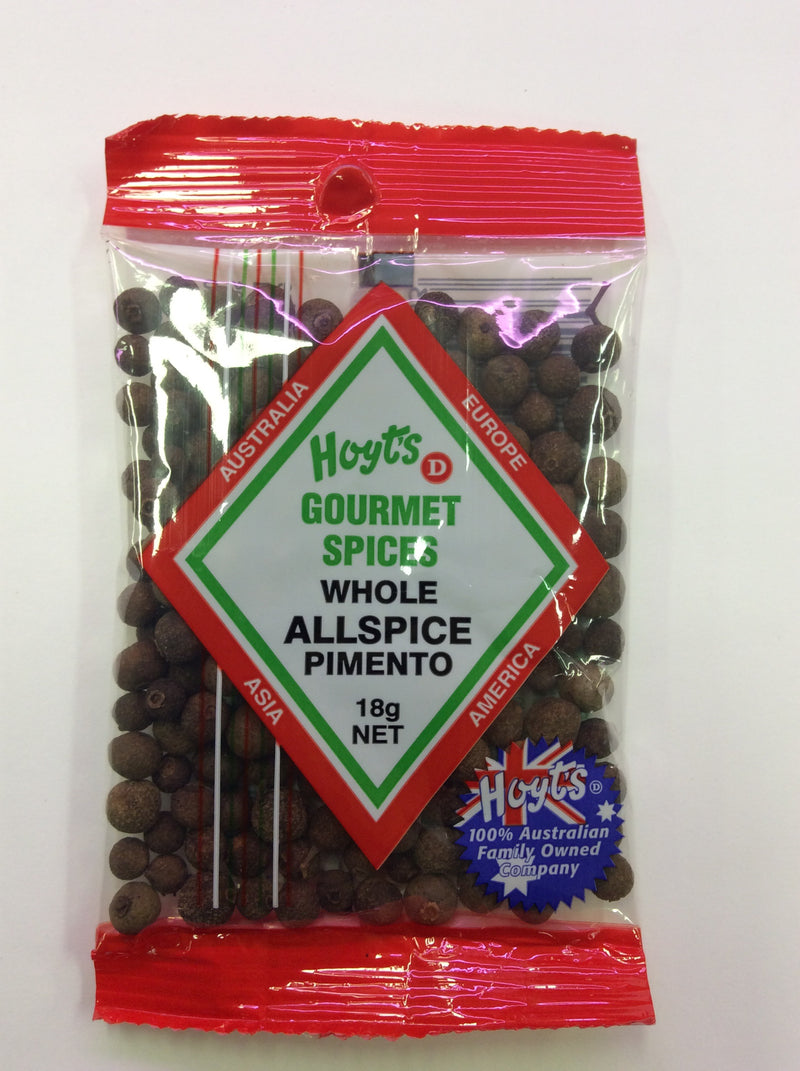 AUSTRALIA
EUROPE
Hoyt's D
GOURMET
SPICES
WHOLE
ALLSPICE
PIMENTO
18g
NET
ASIA
AMERICA
Hoyt's D
100% Australian
Family Owned
Company